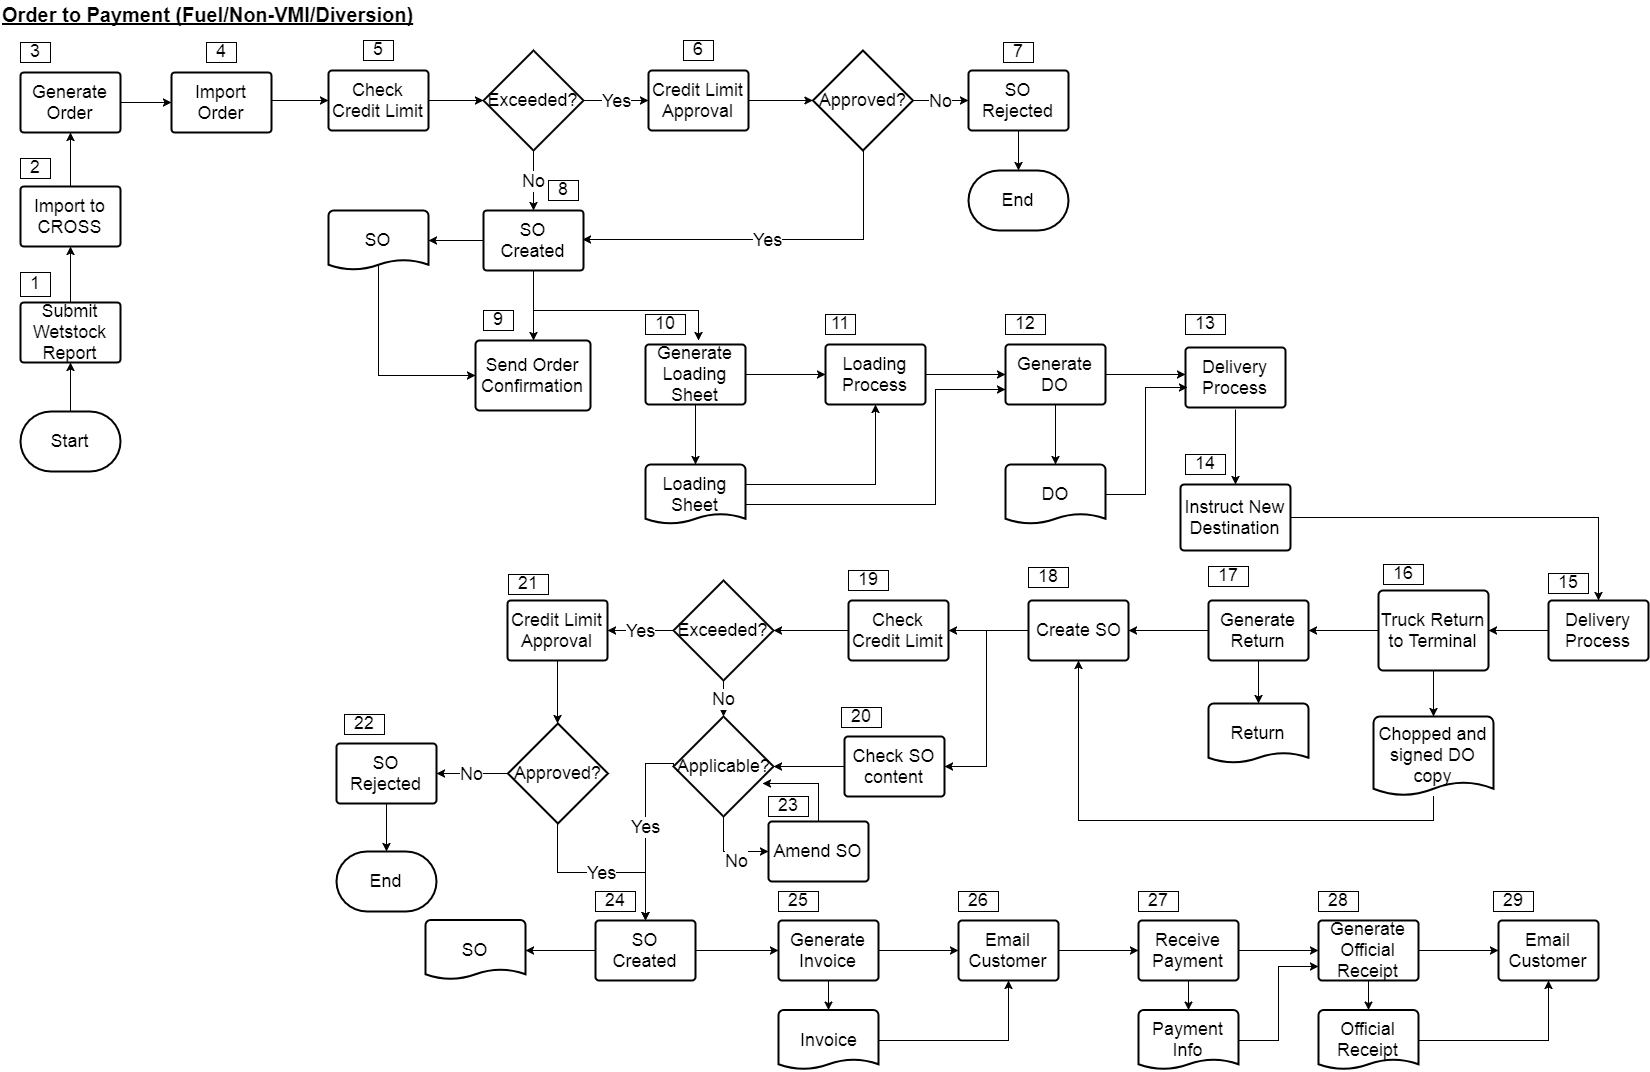 Order to Payment (Fuel/Non-VMI/Diversion)
3
4
5
6
7
Generate
Order
Import
Order
Check
Credit Limit
Exceeded?
Yes
Credit Limit
Approval
Approved?
No
SO
Rejected
2
Import to
CROSS
No
8
End
SO
SO
Created
Yes
1
Submit
Wetstock
Report
9
10
11
12
13
Send Order
Confirmation
Generate
Loading
Sheet
Loading
Process
Generate
DO
Delivery
Process
Start
Loading
Sheet
DO
14
Instruct New
Destination
21
19
18
17
16
15
Credit Limit
Approval
Yes
Exceeded?
Check
Credit Limit
Create SO
Generate
Return
Truck Return
to Terminal
Delivery
Process
No
22
20
Return
Chopped and
signed DO
copy
SO
Rejected
No
Approved?
Applicable?
Check SO
content
23
Yes
No
Amend SO
End
Yes
24
25
26
27
28
29
SO
SO
Created
Generate
Invoice
Email
Customer
Receive
Payment
Generate
Official
Receipt
Email
Customer
Invoice
Payment
Info
Official
Receipt